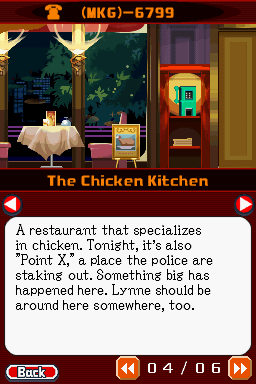 (MKG)-6799
The Chicken Kitchen
A restaurant that specializes
in chicken. Tonight, it's also
"Point X," a place the police are
staking out. Something big has
happened here. Lynne should be
around here somewhere, too.
Back
04/06